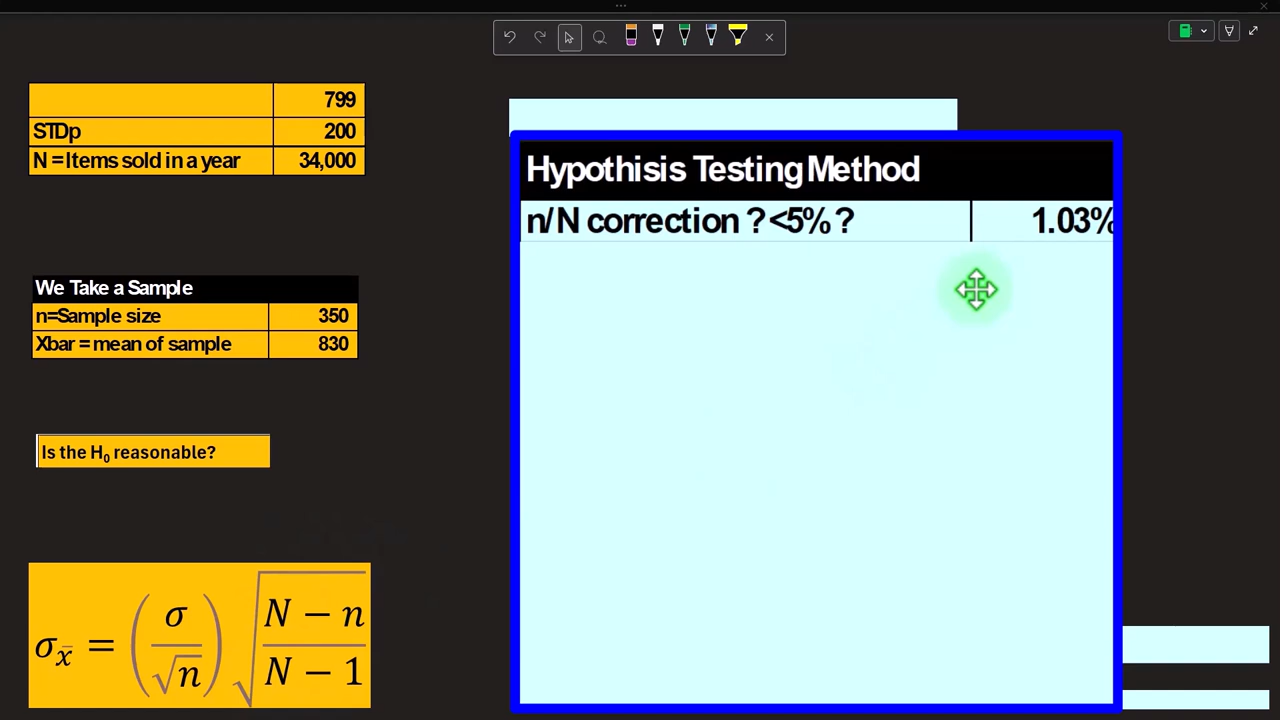 799
STDp 200
N = Items sold in a year 34,000
We Take a Sample
n=Sample size 350
Xbar = mean of sample 830
Is the H₀ reasonable?
σx̄ = (σ/√n) √((N − n)/(N − 1))
Hypothisis Testing Method
n/N correction ?<5% ? 1.03%